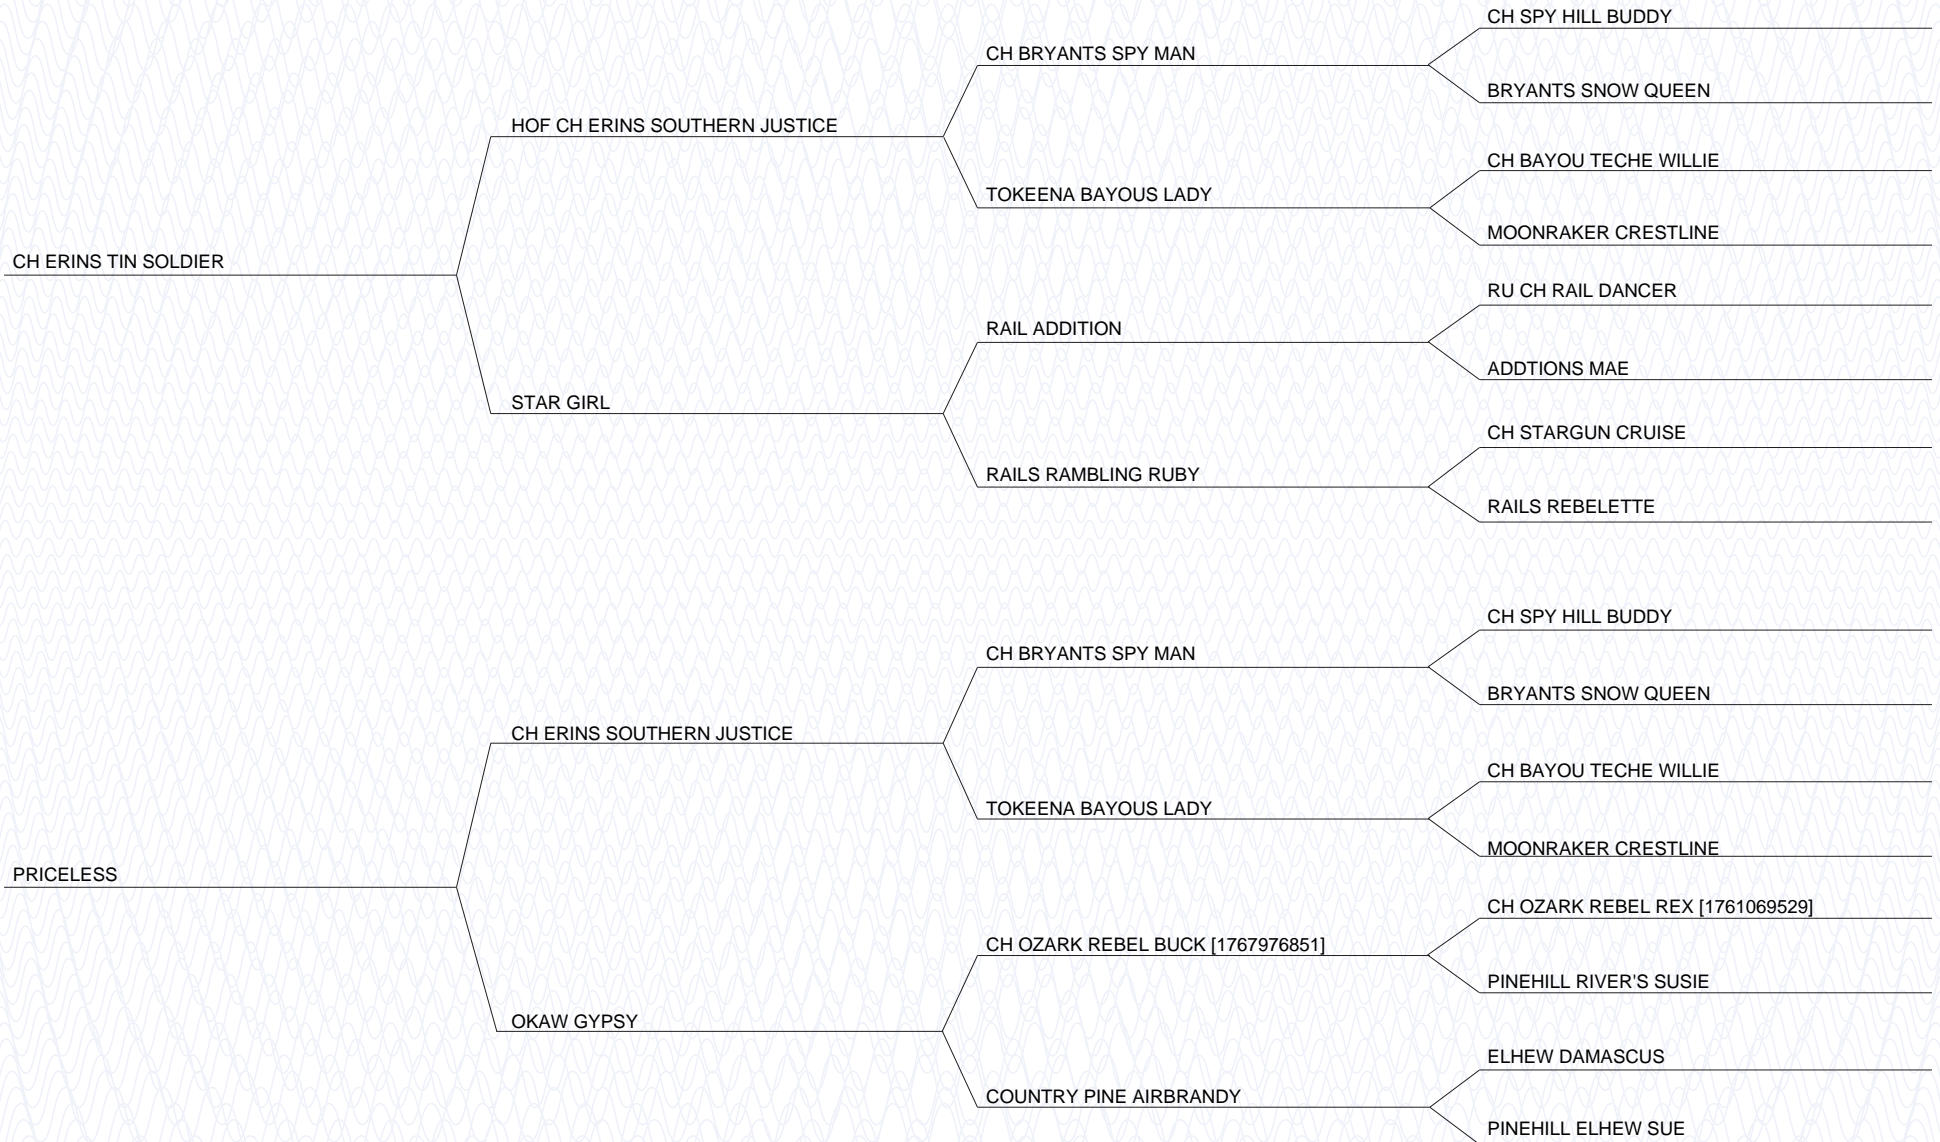 CH SPY HILL BUDDY
CH BRYANTS SPY MAN
BRYANTS SNOW QUEEN
HOF CH ERINS SOUTHERN JUSTICE
CH BAYOU TECHE WILLIE
TOKEENA BAYOUS LADY
MOONRAKER CRESTLINE
CH ERINS TIN SOLDIER
RU CH RAIL DANCER
RAIL ADDITION
ADDTIONS MAE
STAR GIRL
CH STARGUN CRUISE
RAILS RAMBLING RUBY
RAILS REBELETTE
CH SPY HILL BUDDY
CH BRYANTS SPY MAN
BRYANTS SNOW QUEEN
CH ERINS SOUTHERN JUSTICE
CH BAYOU TECHE WILLIE
TOKEENA BAYOUS LADY
MOONRAKER CRESTLINE
PRICELESS
CH OZARK REBEL REX [1761069529]
CH OZARK REBEL BUCK [1767976851]
PINEHILL RIVER'S SUSIE
OKAW GYPSY
ELHEW DAMASCUS
COUNTRY PINE AIRBRANDY
PINEHILL ELHEW SUE